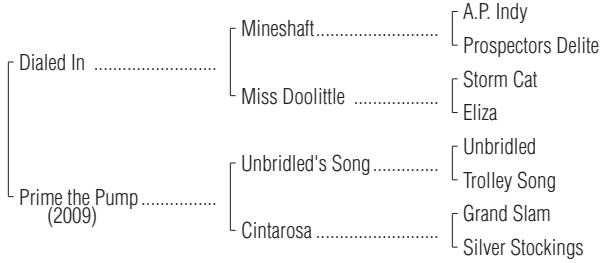 A.P. Indy
Mineshaft
Prospectors Delite
Dialed In
Storm Cat
Miss Doolittle
Eliza
Unbridled
Unbridled's Song
Trolley Song
Prime the Pump
(2009)
Grand Slam
Cintarosa
Silver Stockings